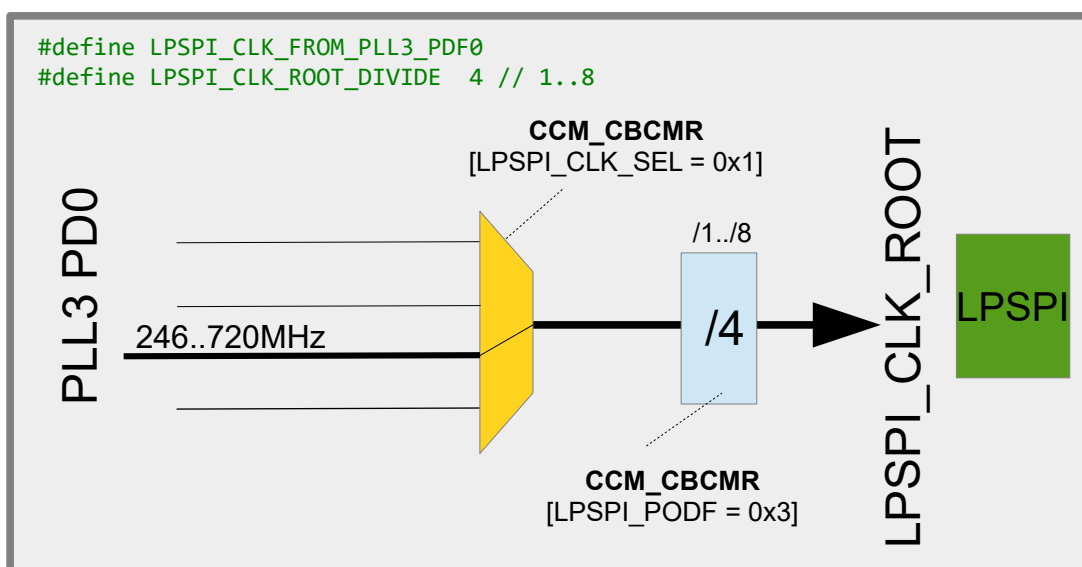 #define LPSPI_CLK_FROM_PLL3_PDF0
#define LPSPI_CLK_ROOT_DIVIDE 4 // 1..8
CCM_CBCMR
[LPSPI_CLK_SEL = 0x1]
PLL3 PD0
246..720MHz
/1../8
/4
LPSPI_CLK_ROOT
LPSPI
CCM_CBCMR
[LPSPI_PODF = 0x3]